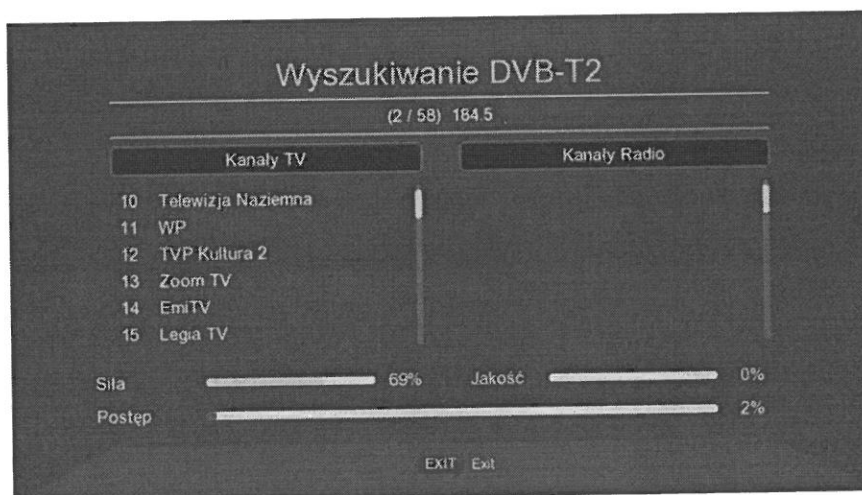 Wyszukiwanie DVB-T2
(2 / 58) 184.5
Kanały TV
Kanały Radio
10 Telewizja Naziemna
11 WP
12 TVP Kultura 2
13 Zoom TV
14 EmiTV
15 Legia TV
Siła 69% Jakość 0%
Postęp 2%
EXIT Exit